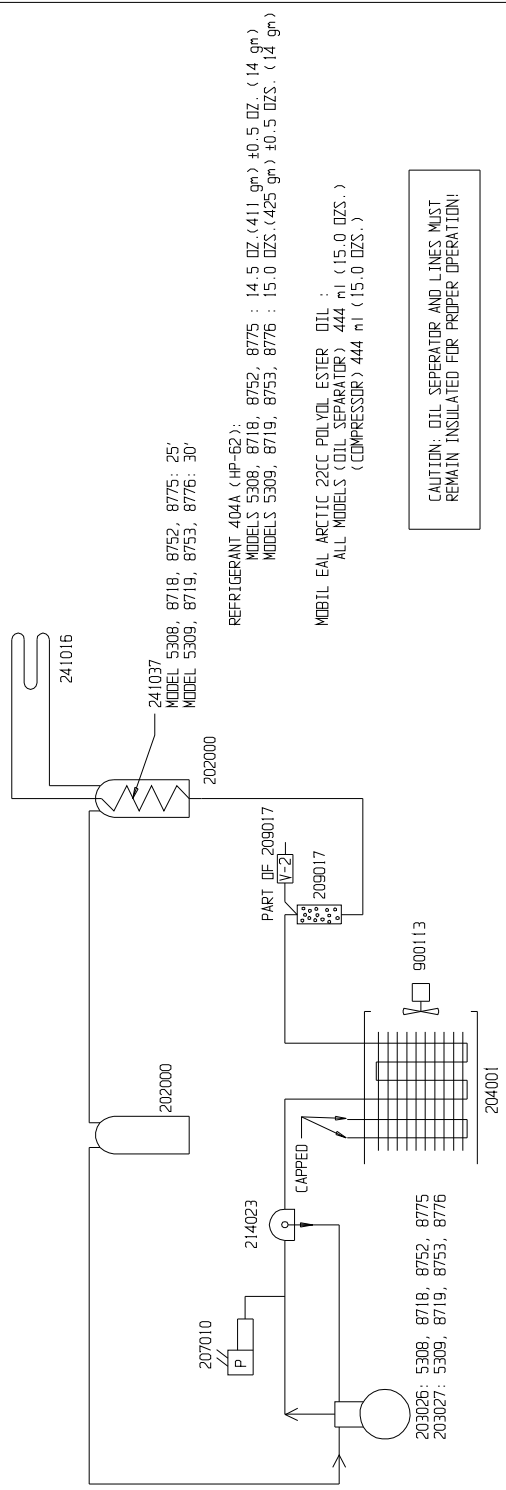 241016
241037
MODEL 5308, 8718, 8752, 8775: 25'
MODEL 5309, 8719, 8753, 8776: 30'
202000
REFRIGERANT 404A (HP-62):
MODELS 5308, 8718, 8752, 8775 : 14.5 OZ.(411 gm) ±0.5 OZ. (14 gm)
MODELS 5309, 8719, 8753, 8776 : 15.0 OZS.(425 gm) ±0.5 OZS. (14 gm)
MOBIL EAL ARCTIC 22CC POLYOL ESTER OIL :
ALL MODELS (OIL SEPARATOR) 444 ml (15.0 OZS.)
(COMPRESSOR) 444 ml (15.0 OZS.)
CAUTION: OIL SEPERATOR AND LINES MUST
REMAIN INSULATED FOR PROPER OPERATION!
PART OF 209017
V-2
209017
900113
202000
204001
CAPPED
214023
207010
P
203026: 5308, 8718, 8752, 8775
203027: 5309, 8719, 8753, 8776